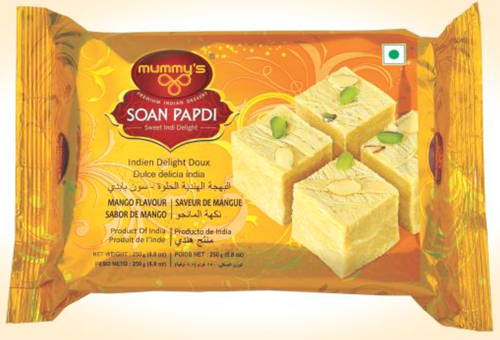 mummy's
PREMIUM INDIAN DESSERT
SOAN PAPDI
Sweet Indi Delight
Indien Delight Doux
Dulce delicia india
البهجة الهندية الحلوة - سون بابدي
MANGO FLAVOUR | SAVEUR DE MANGUE
SABOR DE MANGO | نكهة المانجو
Product Of India | Producto de India
Produit de l'Inde | منتج هندي
NET WEIGHT : 250 g (8.8 oz) | POIDS NET : 250 g (8.8 oz)
PESO NETO : 250 g (8.8 oz)